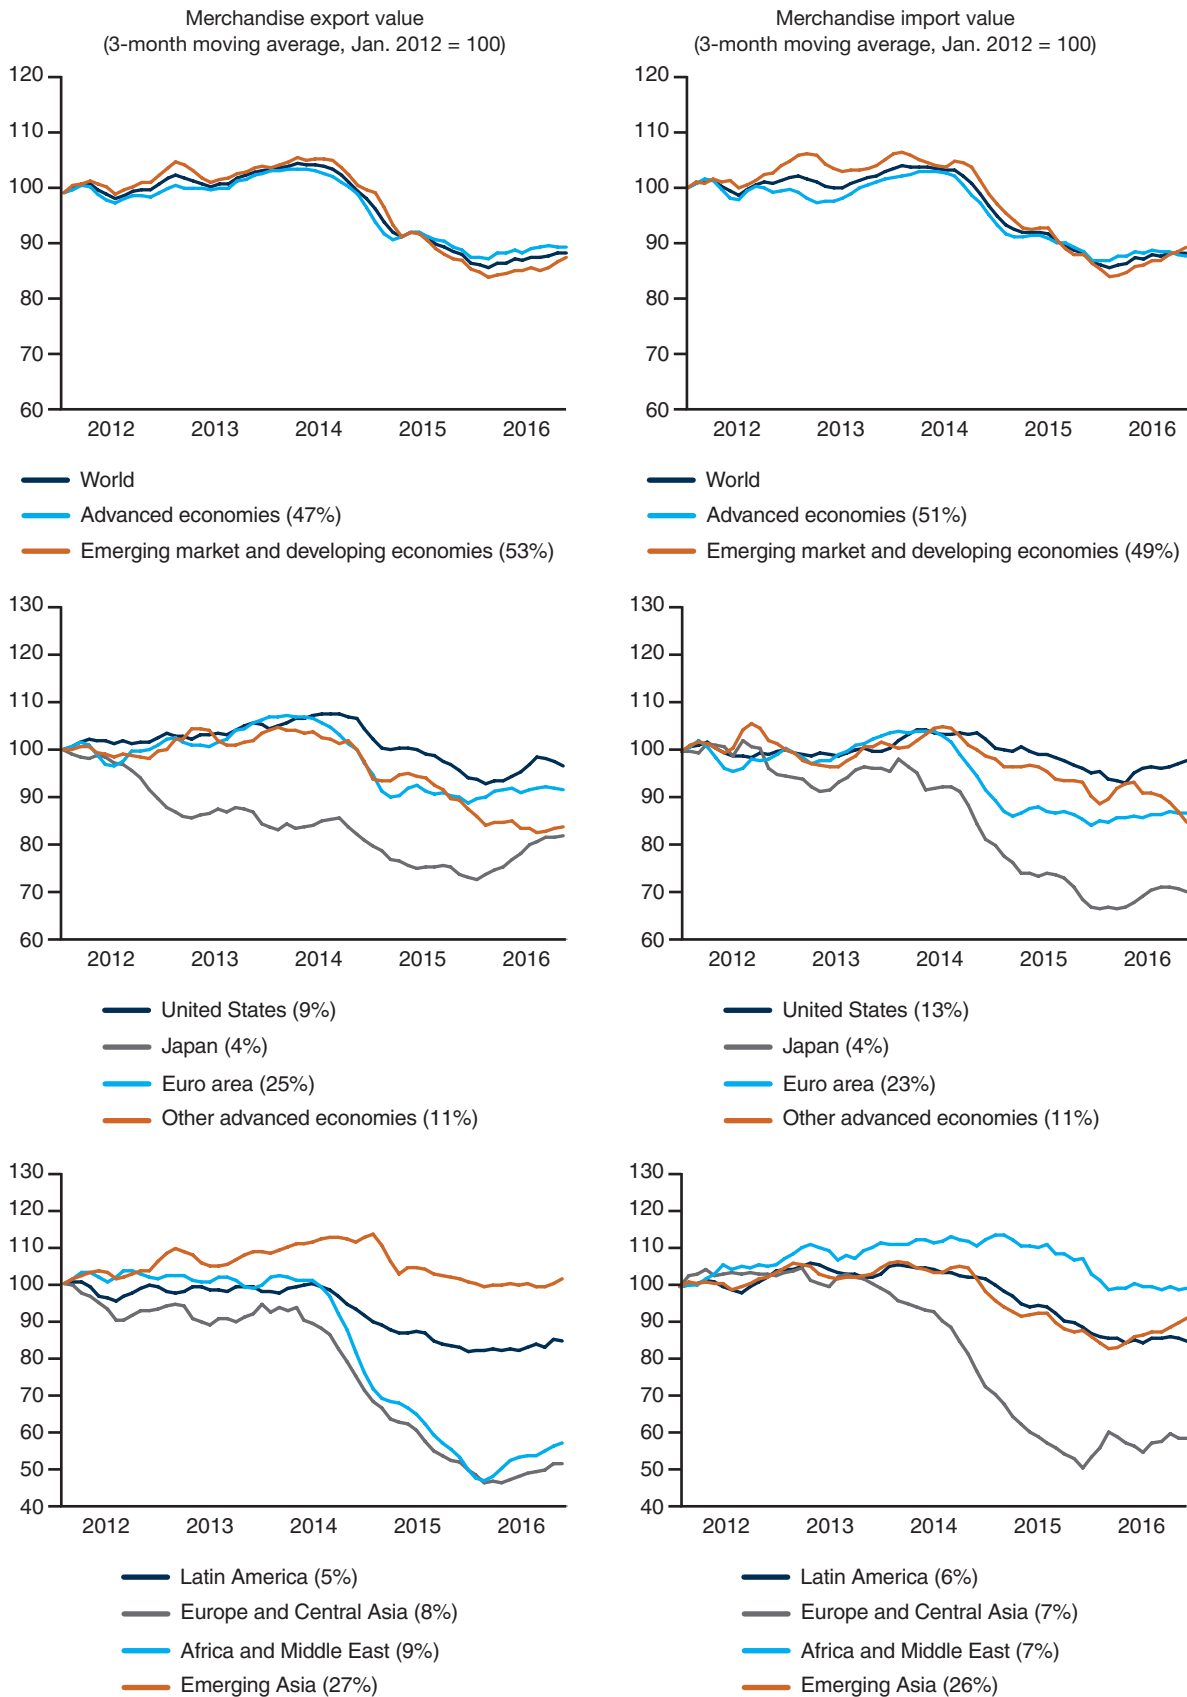 Merchandise export value
(3-month moving average, Jan. 2012 = 100)
120
110
100
90
80
70
60
2012 2013 2014 2015 2016
World
Advanced economies (47%)
Emerging market and developing economies (53%)
Merchandise import value
(3-month moving average, Jan. 2012 = 100)
120
110
100
90
80
70
60
2012 2013 2014 2015 2016
World
Advanced economies (51%)
Emerging market and developing economies (49%)
130
120
110
100
90
80
70
60
2012 2013 2014 2015 2016
United States (9%)
Japan (4%)
Euro area (25%)
Other advanced economies (11%)
130
120
110
100
90
80
70
60
2012 2013 2014 2015 2016
United States (13%)
Japan (4%)
Euro area (23%)
Other advanced economies (11%)
130
120
110
100
90
80
70
60
50
40
2012 2013 2014 2015 2016
Latin America (5%)
Europe and Central Asia (8%)
Africa and Middle East (9%)
Emerging Asia (27%)
130
120
110
100
90
80
70
60
50
40
2012 2013 2014 2015 2016
Latin America (6%)
Europe and Central Asia (7%)
Africa and Middle East (7%)
Emerging Asia (26%)